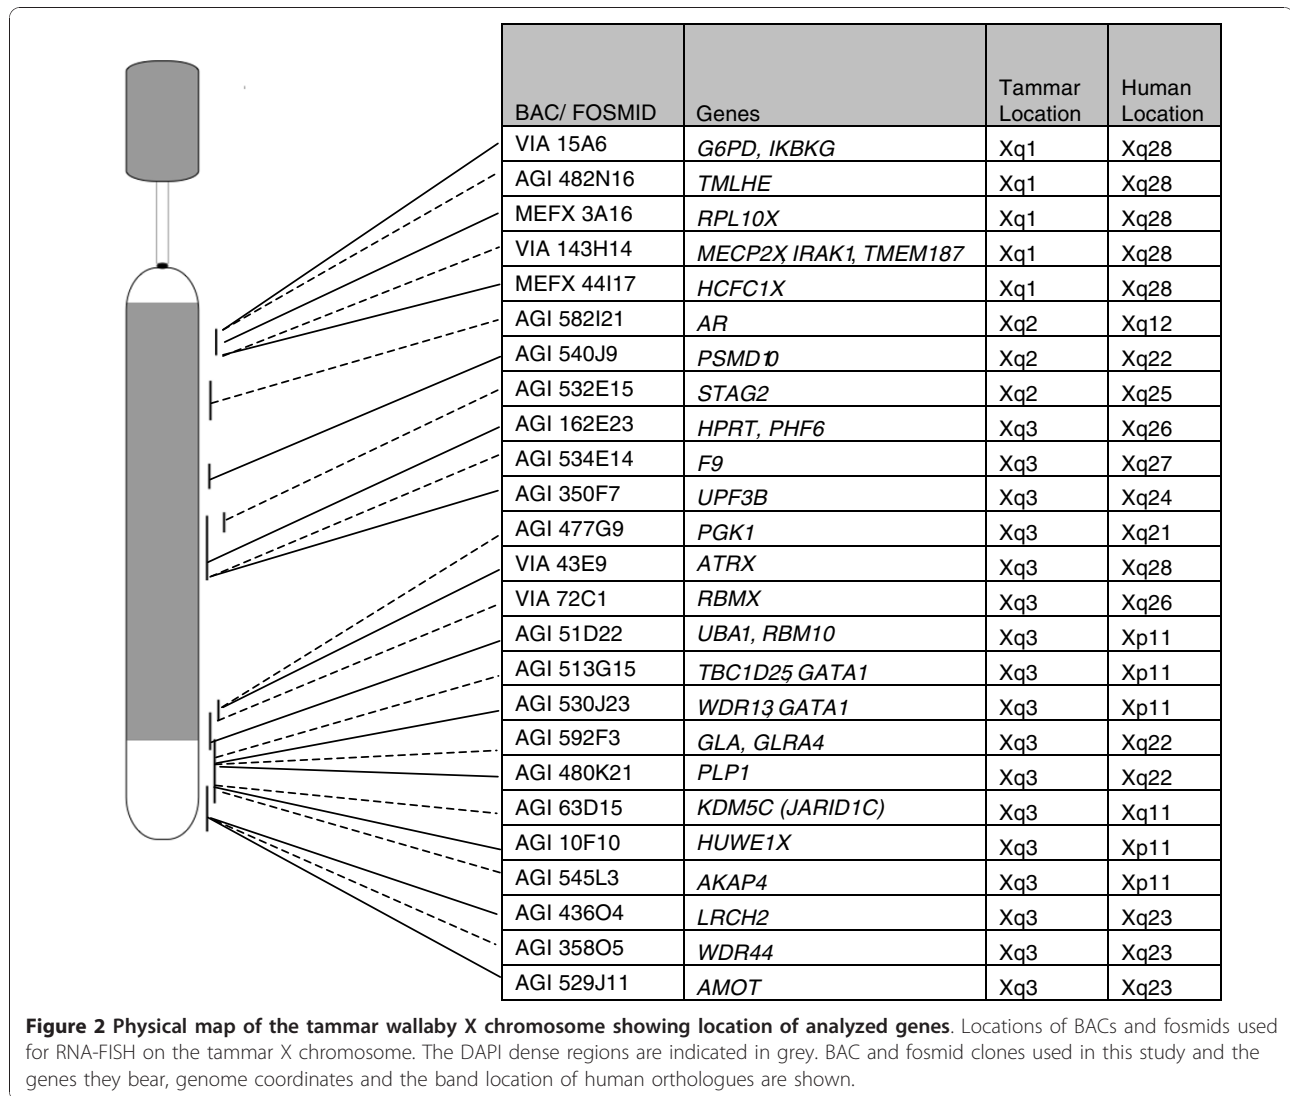 BAC/ FOSMID Genes Tammar Location Human Location
VIA 15A6 G6PD, IKBKG Xq1 Xq28
AGI 482N16 TMLHE Xq1 Xq28
MEFX 3A16 RPL10X Xq1 Xq28
VIA 143H14 MECP2X, IRAK1, TMEM187 Xq1 Xq28
MEFX 44I17 HCFC1X Xq1 Xq28
AGI 582I21 AR Xq2 Xq12
AGI 540J9 PSMD10 Xq2 Xq22
AGI 532E15 STAG2 Xq2 Xq25
AGI 162E23 HPRT, PHF6 Xq3 Xq26
AGI 534E14 F9 Xq3 Xq27
AGI 350F7 UPF3B Xq3 Xq24
AGI 477G9 PGK1 Xq3 Xq21
VIA 43E9 ATRX Xq3 Xq28
VIA 72C1 RBMX Xq3 Xq26
AGI 51D22 UBA1, RBM10 Xq3 Xp11
AGI 513G15 TBC1D25, GATA1 Xq3 Xp11
AGI 530J23 WDR13, GATA1 Xq3 Xp11
AGI 592F3 GLA, GLRA4 Xq3 Xq22
AGI 480K21 PLP1 Xq3 Xq22
AGI 63D15 KDM5C (JARID1C) Xq3 Xq11
AGI 10F10 HUWE1X Xq3 Xp11
AGI 545L3 AKAP4 Xq3 Xp11
AGI 436O4 LRCH2 Xq3 Xq23
AGI 358O5 WDR44 Xq3 Xq23
AGI 529J11 AMOT Xq3 Xq23
Figure 2 Physical map of the tammar wallaby X chromosome showing location of analyzed genes. Locations of BACs and fosmids used
for RNA-FISH on the tammar X chromosome. The DAPI dense regions are indicated in grey. BAC and fosmid clones used in this study and the
genes they bear, genome coordinates and the band location of human orthologues are shown.